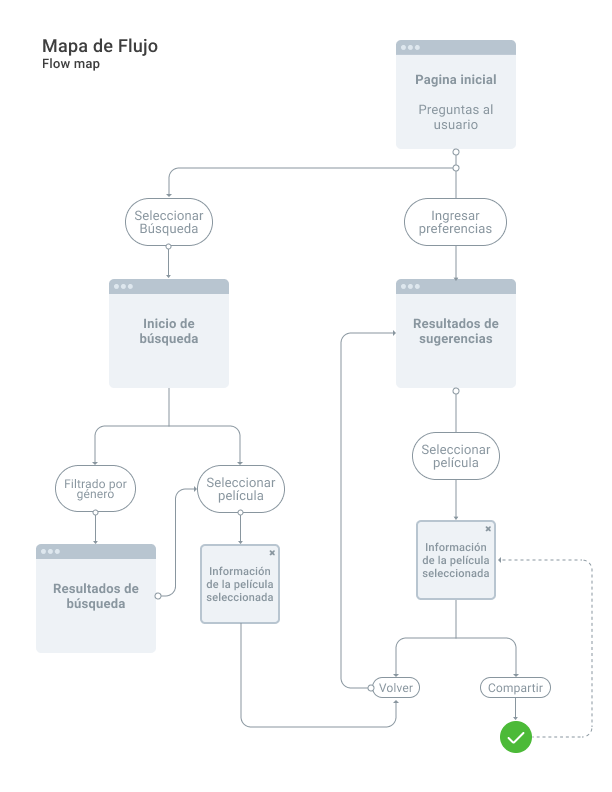 Mapa de Flujo
Flow map
Pagina inicial
Preguntas al
usuario
Seleccionar
Búsqueda
Ingresar
preferencias
Inicio de
búsqueda
Resultados de
sugerencias
Filtrado por
género
Seleccionar
película
Seleccionar
película
Resultados de
búsqueda
Información
de la película
seleccionada
Información
de la película
seleccionada
Volver
Compartir